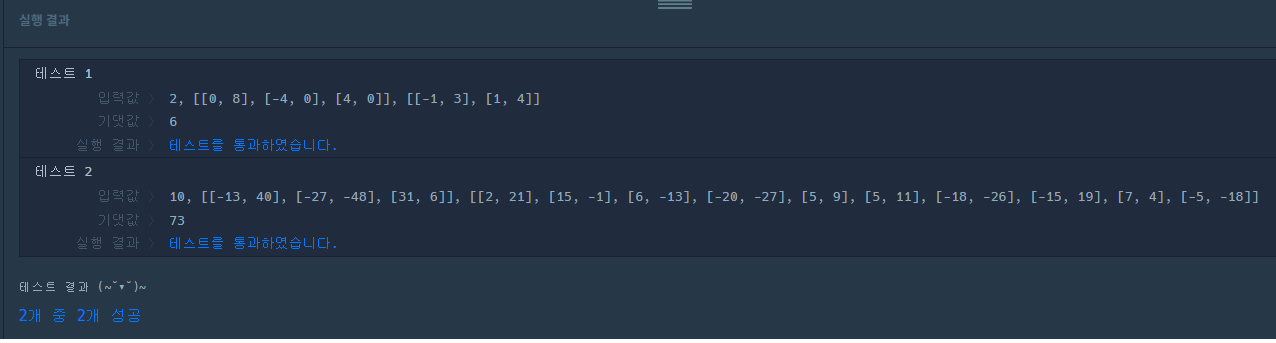 실행 결과
테스트 1
입력값 > 2, [[0, 8], [-4, 0], [4, 0]], [[-1, 3], [1, 4]]
기댓값 > 6
실행 결과 > 테스트를 통과하였습니다.
테스트 2
입력값 > 10, [[-13, 40], [-27, -48], [31, 6]], [[2, 21], [15, -1], [6, -13], [-20, -27], [5, 9], [5, 11], [-18, -26], [-15, 19], [7, 4], [-5, -18]]
기댓값 > 73
실행 결과 > 테스트를 통과하였습니다.
테스트 결과 (~˘▾˘)~
2개 중 2개 성공